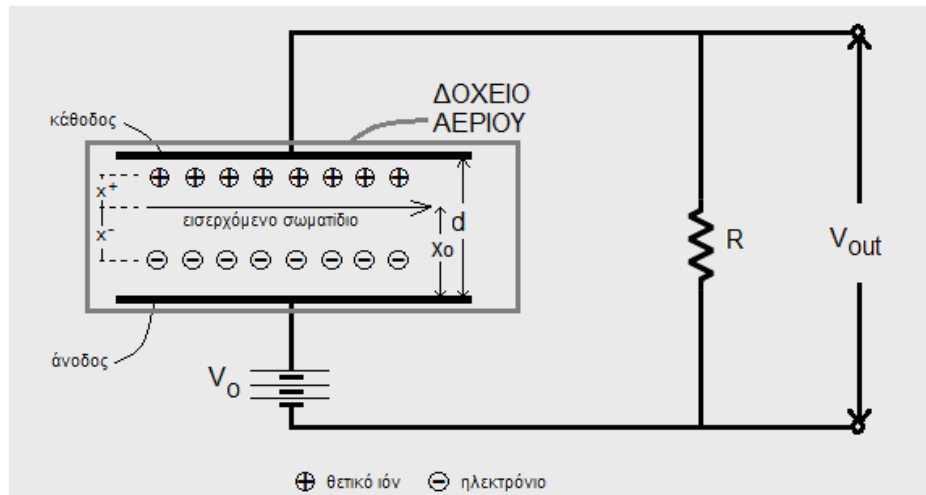 ΔΟΧΕΙΟ
ΑΕΡΙΟΥ
κάθοδος
x+
εισερχόμενο σωματίδιο
x-
d
Xo
R
Vout
άνοδος
Vo
θετικό ιόν
ηλεκτρόνιο